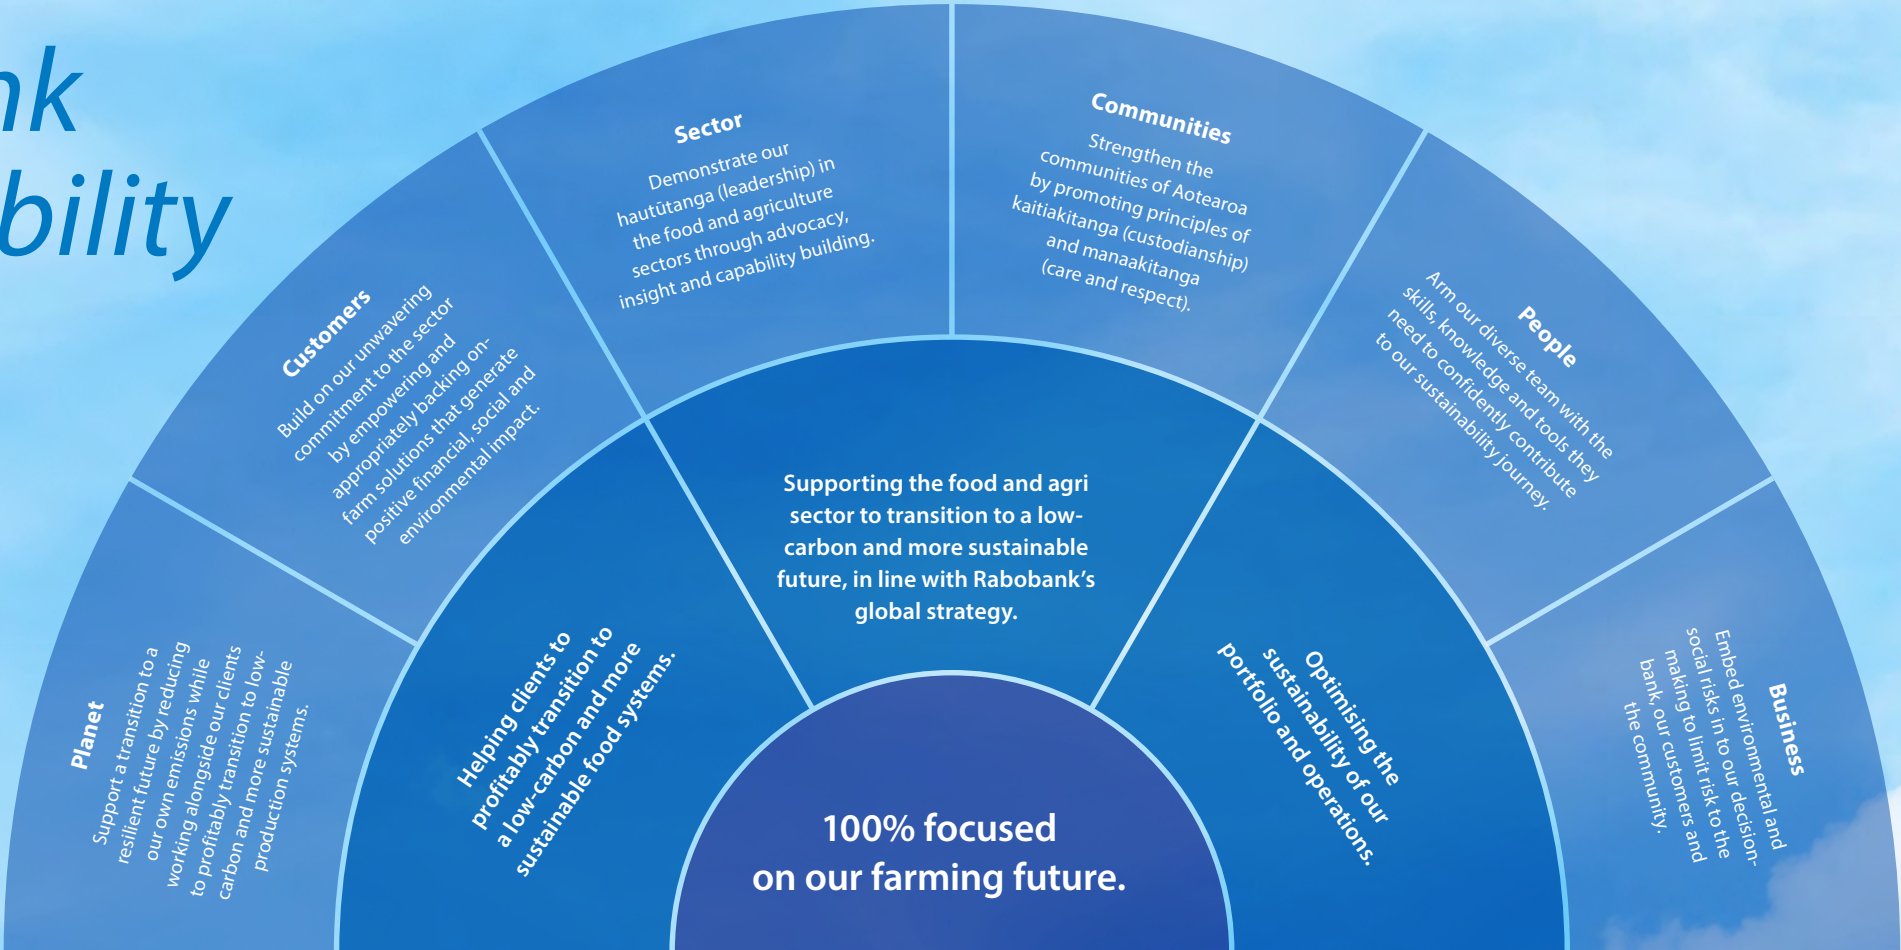 nk
bility
Planet
Support a transition to a
resilient future by reducing
our own emissions while
working alongside our clients
to profitably transition to low-
carbon and more sustainable
production systems.
Customers
Build on our unwavering
commitment to the sector
by empowering and
appropriately backing on-
farm solutions that generate
positive financial, social and
environmental impact.
Sector
Demonstrate our
hautūtanga (leadership) in
the food and agriculture
sectors through advocacy,
insight and capability building.
Communities
Strengthen the
communities of Aotearoa
by promoting principles of
kaitiakitanga (custodianship)
and manaakitanga
(care and respect).
People
Arm our diverse team with the
skills, knowledge and tools they
need to confidently contribute
to our sustainability journey.
Business
Embed environmental and
social risks in to our decision-
making to limit risk to the
bank, our customers and
the community.
Helping clients to
profitably transition to
a low-carbon and more
sustainable food systems.
Supporting the food and agri
sector to transition to a low-
carbon and more sustainable
future, in line with Rabobank’s
global strategy.
Optimising the
sustainability of our
portfolio and operations.
100% focused
on our farming future.